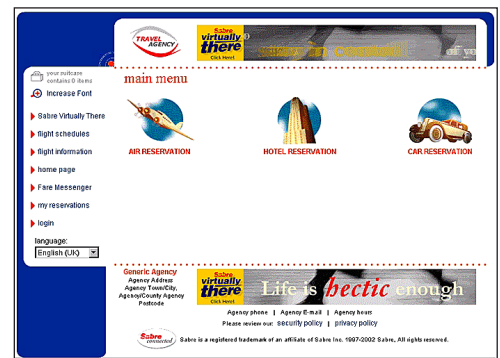 TRAVEL
AGENCY
Sabre
virtually
there
Click Here!
your suitcase
contains 0 items
Increase Font
Sabre Virtually There
flight schedules
flight information
home page
Fare Messenger
my reservations
login
language:
English (UK)
main menu
AIR RESERVATION
HOTEL RESERVATION
CAR RESERVATION
Generic Agency
Agency Address
Agency Town/City,
Agency/County Agency
Postcode
Sabre
virtually
there
Click Here!
Life is hectic enough
Agency phone | Agency E-mail | Agency hours
Please review our: security policy | privacy policy
Sabre
connected
Sabre is a registered trademark of an affiliate of Sabre Inc. 1997-2002 Sabre, All rights reserved.